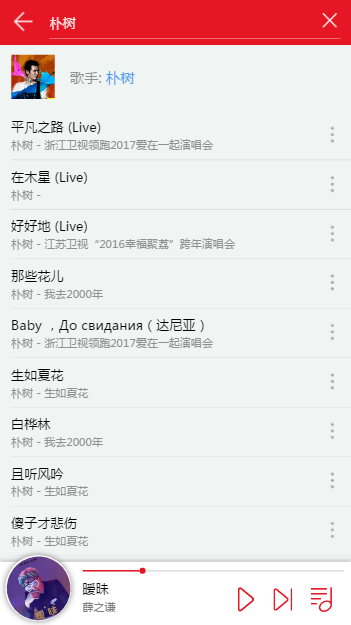 朴树
歌手: 朴树
平凡之路 (Live)
朴树 - 浙江卫视领跑2017爱在一起演唱会
在木星 (Live)
朴树 -
好好地 (Live)
朴树 - 江苏卫视“2016幸福聚荔”跨年演唱会
那些花儿
朴树 - 我去2000年
Baby ，До свидания ( 达尼亚 )
朴树 - 浙江卫视领跑2017爱在一起演唱会
生如夏花
朴树 - 生如夏花
白桦林
朴树 - 我去2000年
且听风吟
朴树 - 生如夏花
傻子才悲伤
朴树 - 生如夏花
暧昧
薛之谦